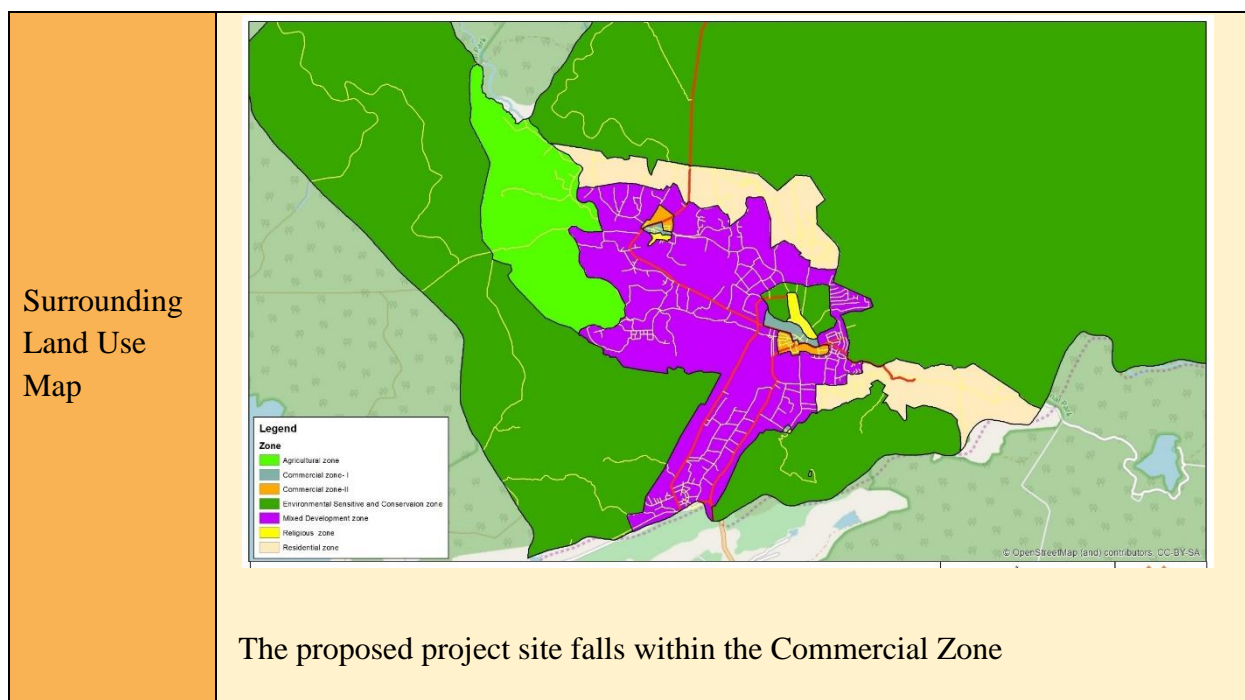 Surrounding
Land Use
Map
Legend
Zone
Agricultural zone
Commercial zone- I
Commercial zone-II
Environmental Sensitive and Conservaion zone
Mixed Development zone
Religious zone
Residential zone
© OpenStreetMap (and) contributors, CC-BY-SA
The proposed project site falls within the Commercial Zone